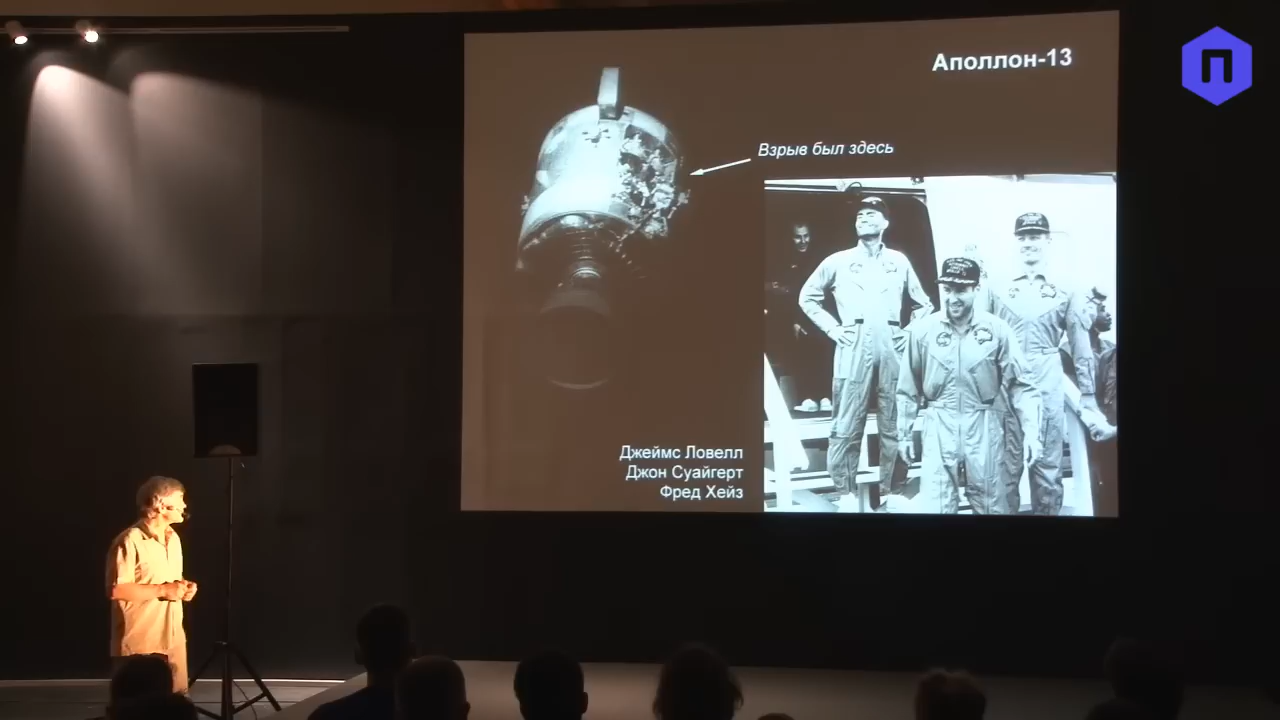 Аполлон-13
Взрыв был здесь
Джеймс Ловелл
Джон Суайгерт
Фред Хейз
П